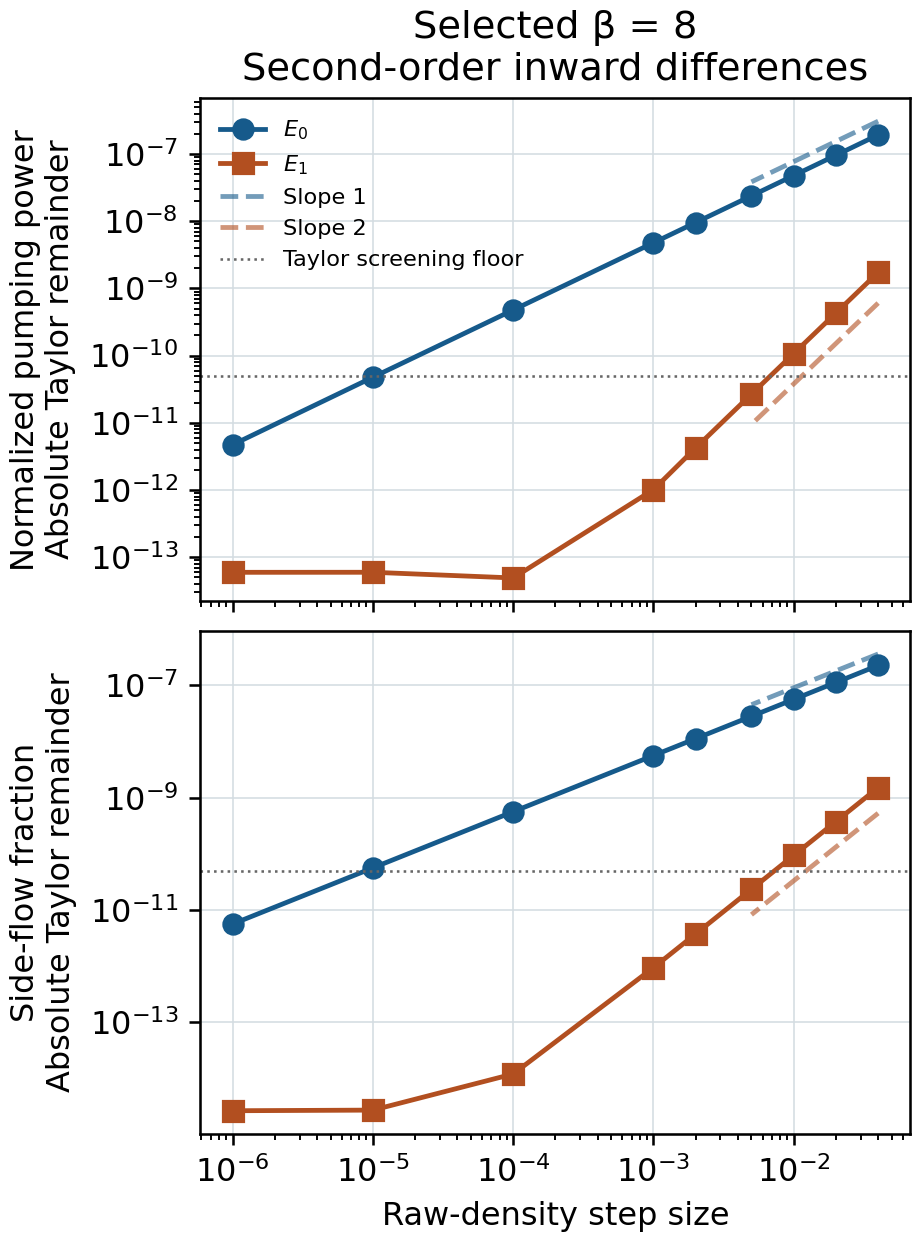 Selected β = 8
Second-order inward differences
Normalized pumping power
Absolute Taylor remainder
10⁻⁷
10⁻⁸
10⁻⁹
10⁻¹⁰
10⁻¹¹
10⁻¹²
10⁻¹³
E₀
E₁
Slope 1
Slope 2
Taylor screening floor
Side-flow fraction
Absolute Taylor remainder
10⁻⁷
10⁻⁹
10⁻¹¹
10⁻¹³
10⁻⁶ 10⁻⁵ 10⁻⁴ 10⁻³ 10⁻²
Raw-density step size